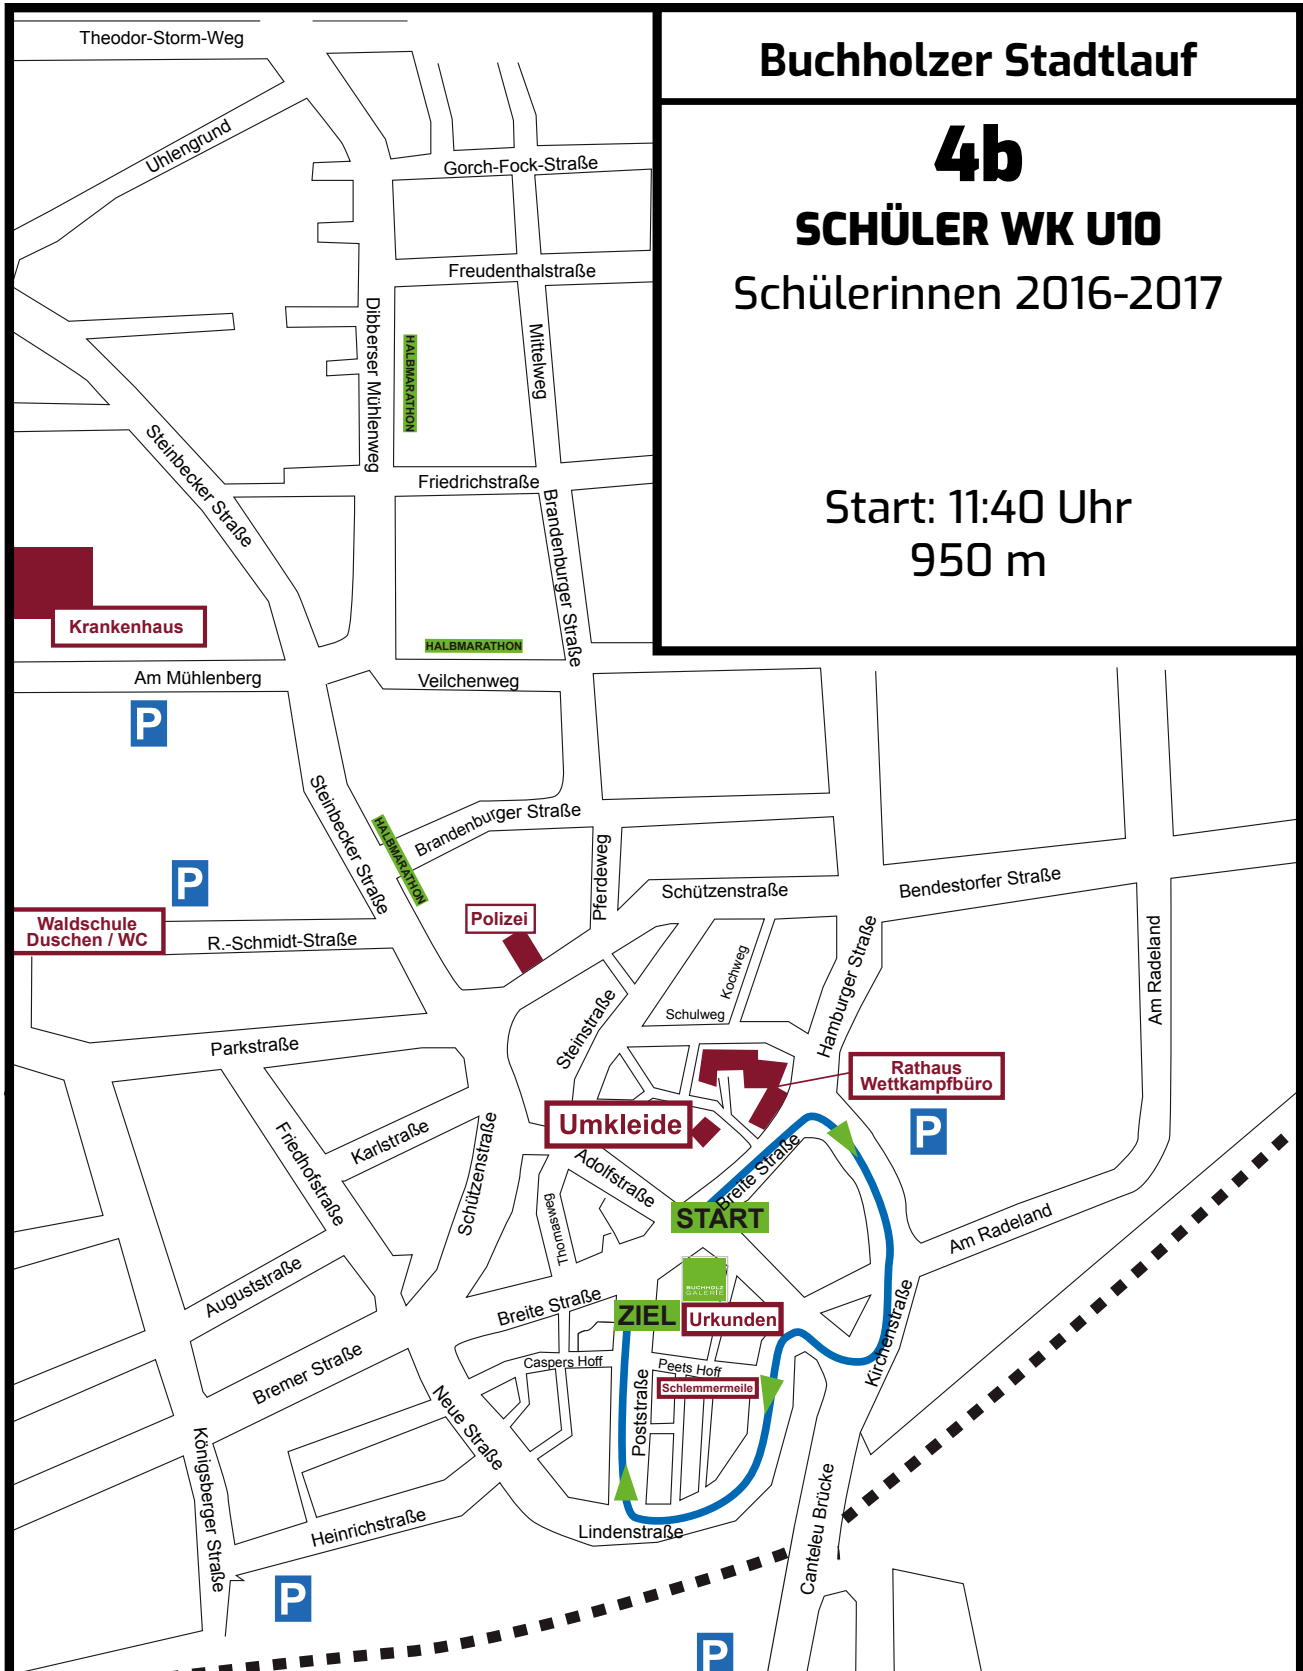 Theodor-Storm-Weg
Buchholzer Stadtlauf
4b
SCHÜLER WK U10
Schülerinnen 2016-2017
Start: 11:40 Uhr
950 m
Uhlengrund
Gorch-Fock-Straße
Freudenthalstraße
Dibberser Mühlenweg
HALBMARATHON
Mittelweg
Steinbecker Straße
Friedrichstraße
Brandenburger Straße
Krankenhaus
HALBMARATHON
Am Mühlenberg
Veilchenweg
P
Steinbecker Straße
HALBMARATHON
Brandenburger Straße
Pferdeweg
P
Schützenstraße
Bendestorfer Straße
Waldschule
Duschen / WC
R.-Schmidt-Straße
Polizei
Kochweg
Hamburger Straße
Am Radeland
Schulweg
Steinstraße
Parkstraße
Rathaus
Wettkampfbüro
Umkleide
P
Friedhofstraße
Karlstraße
Schützenstraße
Adolfstraße
Breite Straße
Thomasweg
START
Am Radeland
Auguststraße
BUCHHOLZ
GALERIE
Breite Straße
ZIEL
Urkunden
Kirchenstraße
Bremer Straße
Caspers Hoff
Peets Hoff
Schlemmermeile
Neue Straße
Poststraße
Königsberger Straße
Heinrichstraße
Lindenstraße
Canteleu Brücke
P
P